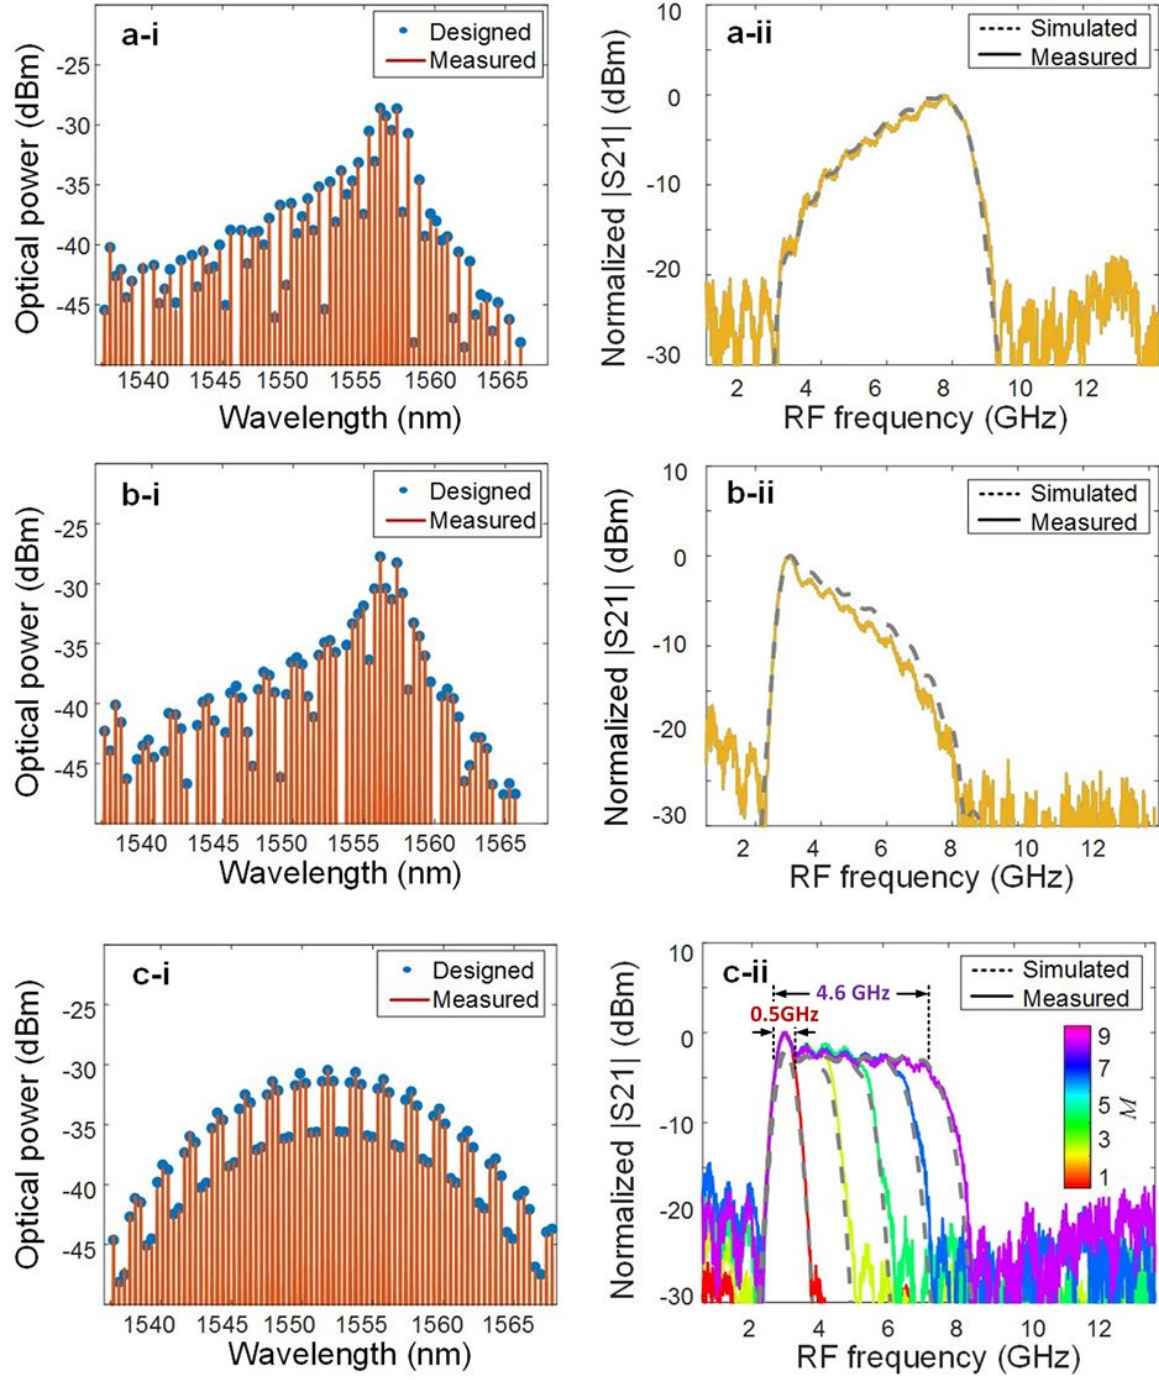 a-i
Designed
Measured
Optical power (dBm)
-25
-30
-35
-40
-45
1540 1545 1550 1555 1560 1565
Wavelength (nm)
a-ii
Simulated
Measured
Normalized |S21| (dBm)
10
0
-10
-20
-30
2 4 6 8 10 12
RF frequency (GHz)
b-i
Designed
Measured
Optical power (dBm)
-25
-30
-35
-40
-45
1540 1545 1550 1555 1560 1565
Wavelength (nm)
b-ii
Simulated
Measured
Normalized |S21| (dBm)
10
0
-10
-20
-30
2 4 6 8 10 12
RF frequency (GHz)
c-i
Designed
Measured
Optical power (dBm)
-25
-30
-35
-40
-45
1540 1545 1550 1555 1560 1565
Wavelength (nm)
c-ii
Simulated
Measured
4.6 GHz
0.5GHz
9
7
5
3
1
M
Normalized |S21| (dBm)
10
0
-10
-20
-30
2 4 6 8 10 12
RF frequency (GHz)